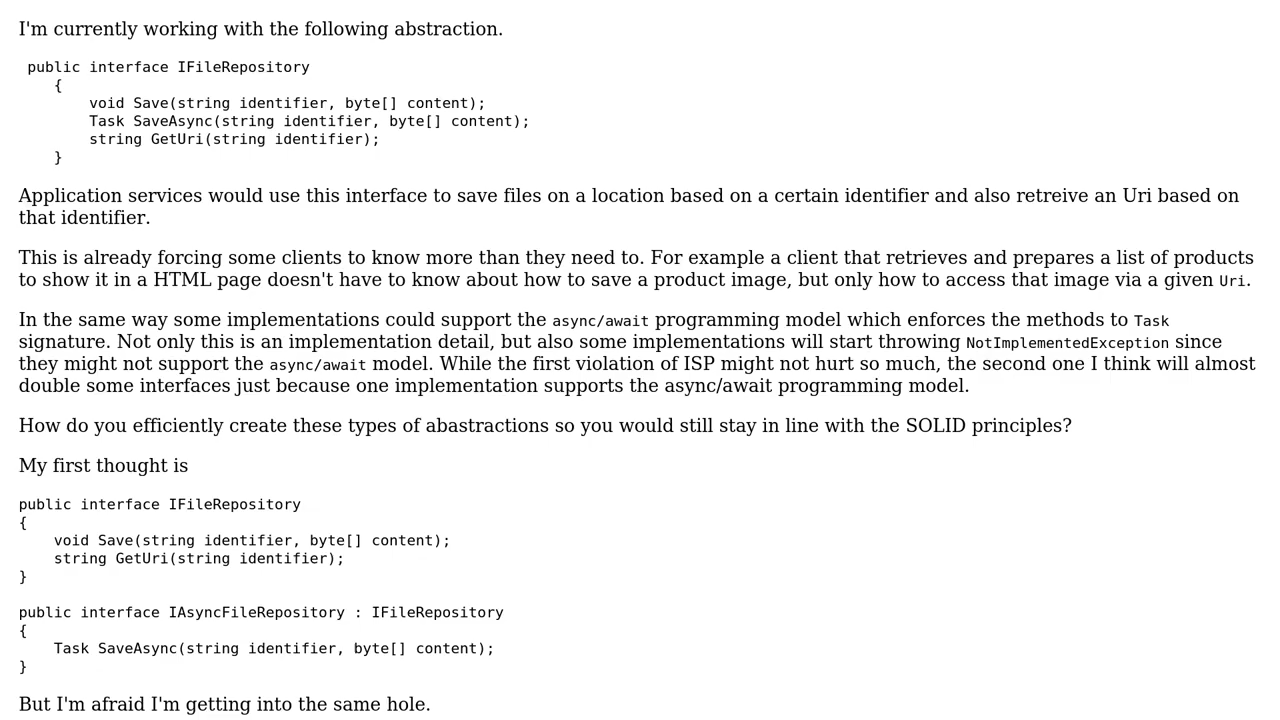 I'm currently working with the following abstraction.
public interface IFileRepository
{
void Save(string identifier, byte[] content);
Task SaveAsync(string identifier, byte[] content);
string GetUri(string identifier);
}
Application services would use this interface to save files on a location based on a certain identifier and also retreive an Uri based on
that identifier.
This is already forcing some clients to know more than they need to. For example a client that retrieves and prepares a list of products
to show it in a HTML page doesn't have to know about how to save a product image, but only how to access that image via a given Uri.
In the same way some implementations could support the async/await programming model which enforces the methods to Task
signature. Not only this is an implementation detail, but also some implementations will start throwing NotImplementedException since
they might not support the async/await model. While the first violation of ISP might not hurt so much, the second one I think will almost
double some interfaces just because one implementation supports the async/await programming model.
How do you efficiently create these types of abastractions so you would still stay in line with the SOLID principles?
My first thought is
public interface IFileRepository
{
void Save(string identifier, byte[] content);
string GetUri(string identifier);
}
public interface IAsyncFileRepository : IFileRepository
{
Task SaveAsync(string identifier, byte[] content);
}
But I'm afraid I'm getting into the same hole.